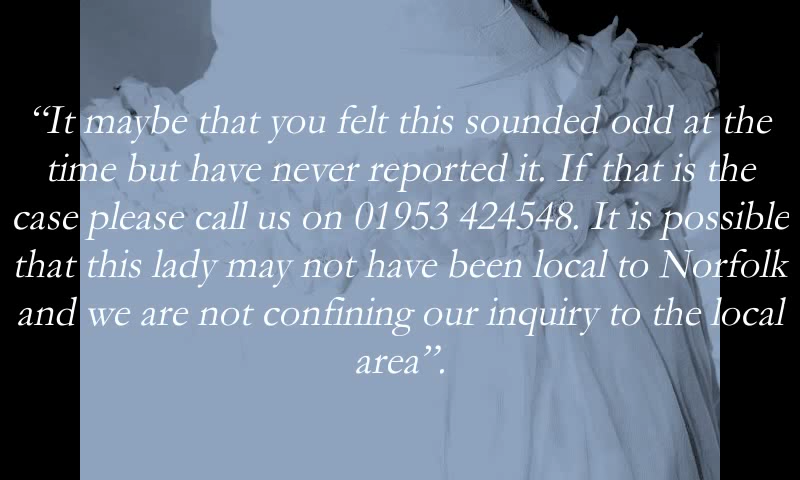 “It maybe that you felt this sounded odd at the
time but have never reported it. If that is the
case please call us on 01953 424548. It is possible
that this lady may not have been local to Norfolk
and we are not confining our inquiry to the local
area”.